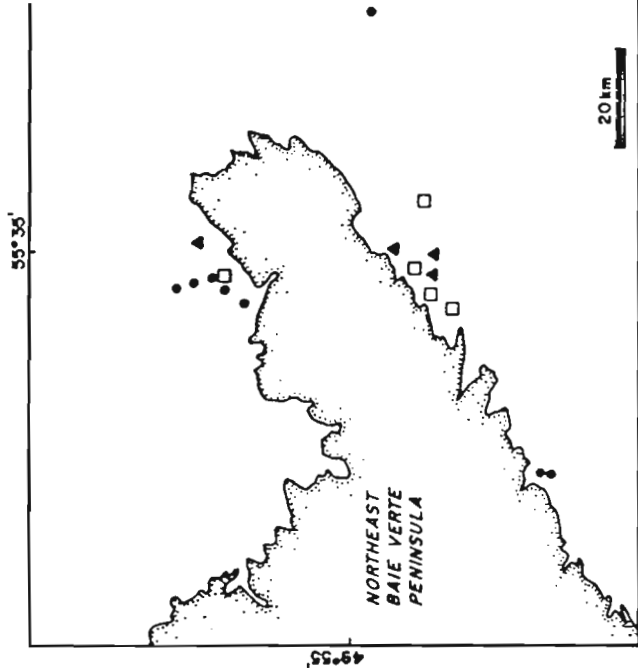 55°35'
20 km
NORTHEAST
BAIE VERTE
PENINSULA
49°55'